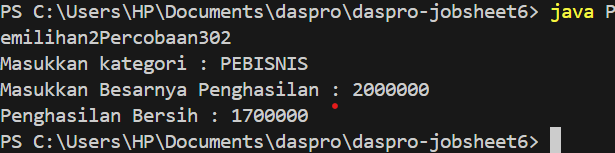 PS C:\Users\HP\Documents\daspro\daspro-jobsheet6> java P
emilihan2Percobaan302
Masukkan kategori : PEBISNIS
Masukkan Besarnya Penghasilan : 2000000
Penghasilan Bersih : 1700000
PS C:\Users\HP\Documents\daspro\daspro-jobsheet6>